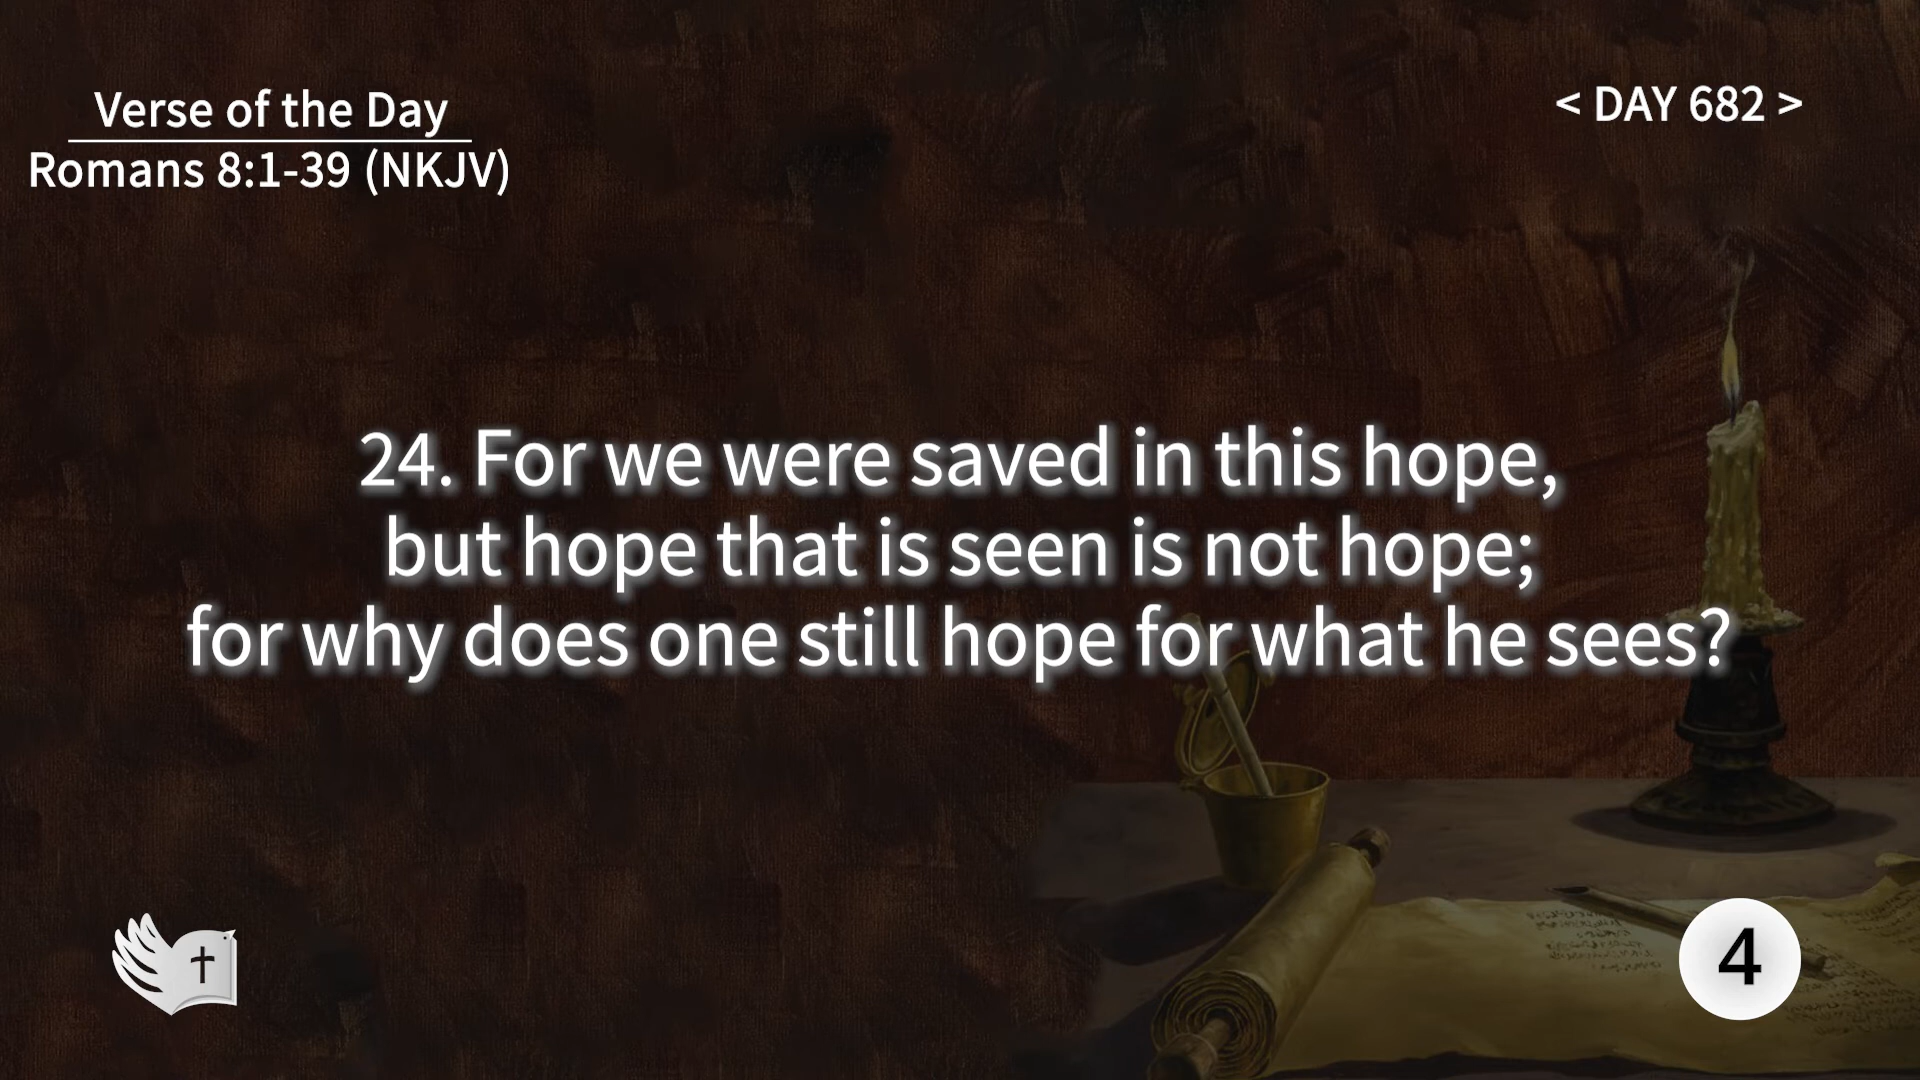 Verse of the Day
Romans 8:1-39 (NKJV)
< DAY 682 >
24. For we were saved in this hope,
but hope that is seen is not hope;
for why does one still hope for what he sees?
4